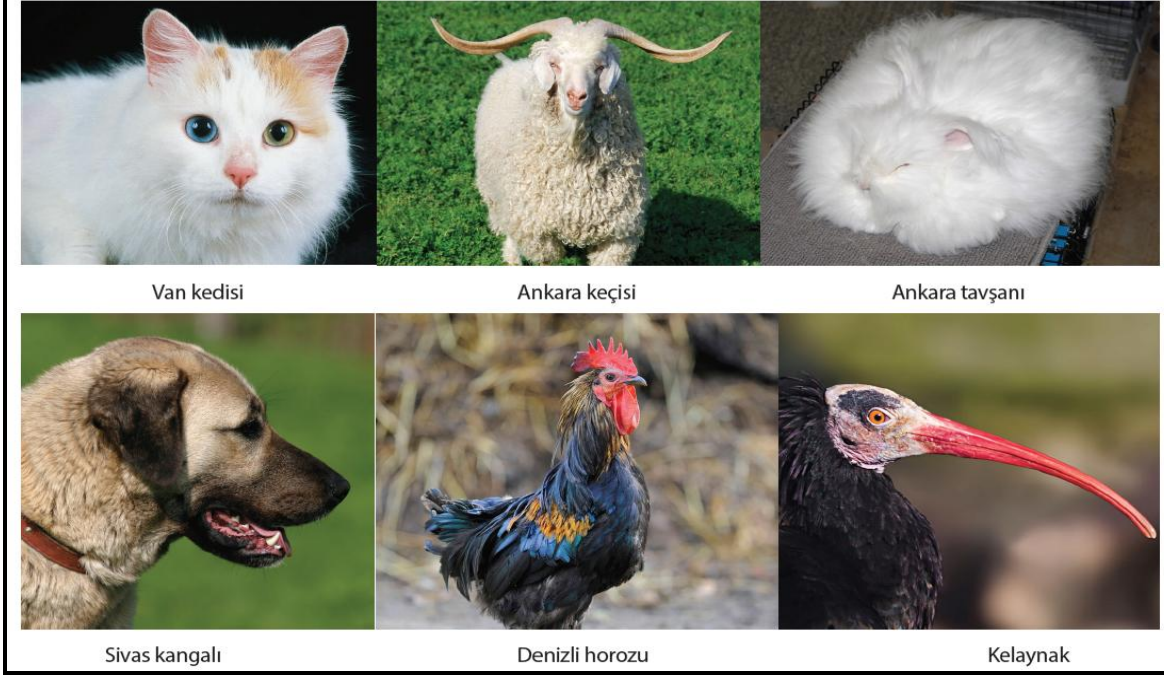 Van kedisi
Ankara keçisi
Ankara tavşanı
Sivas kangalı
Denizli horozu
Kelaynak